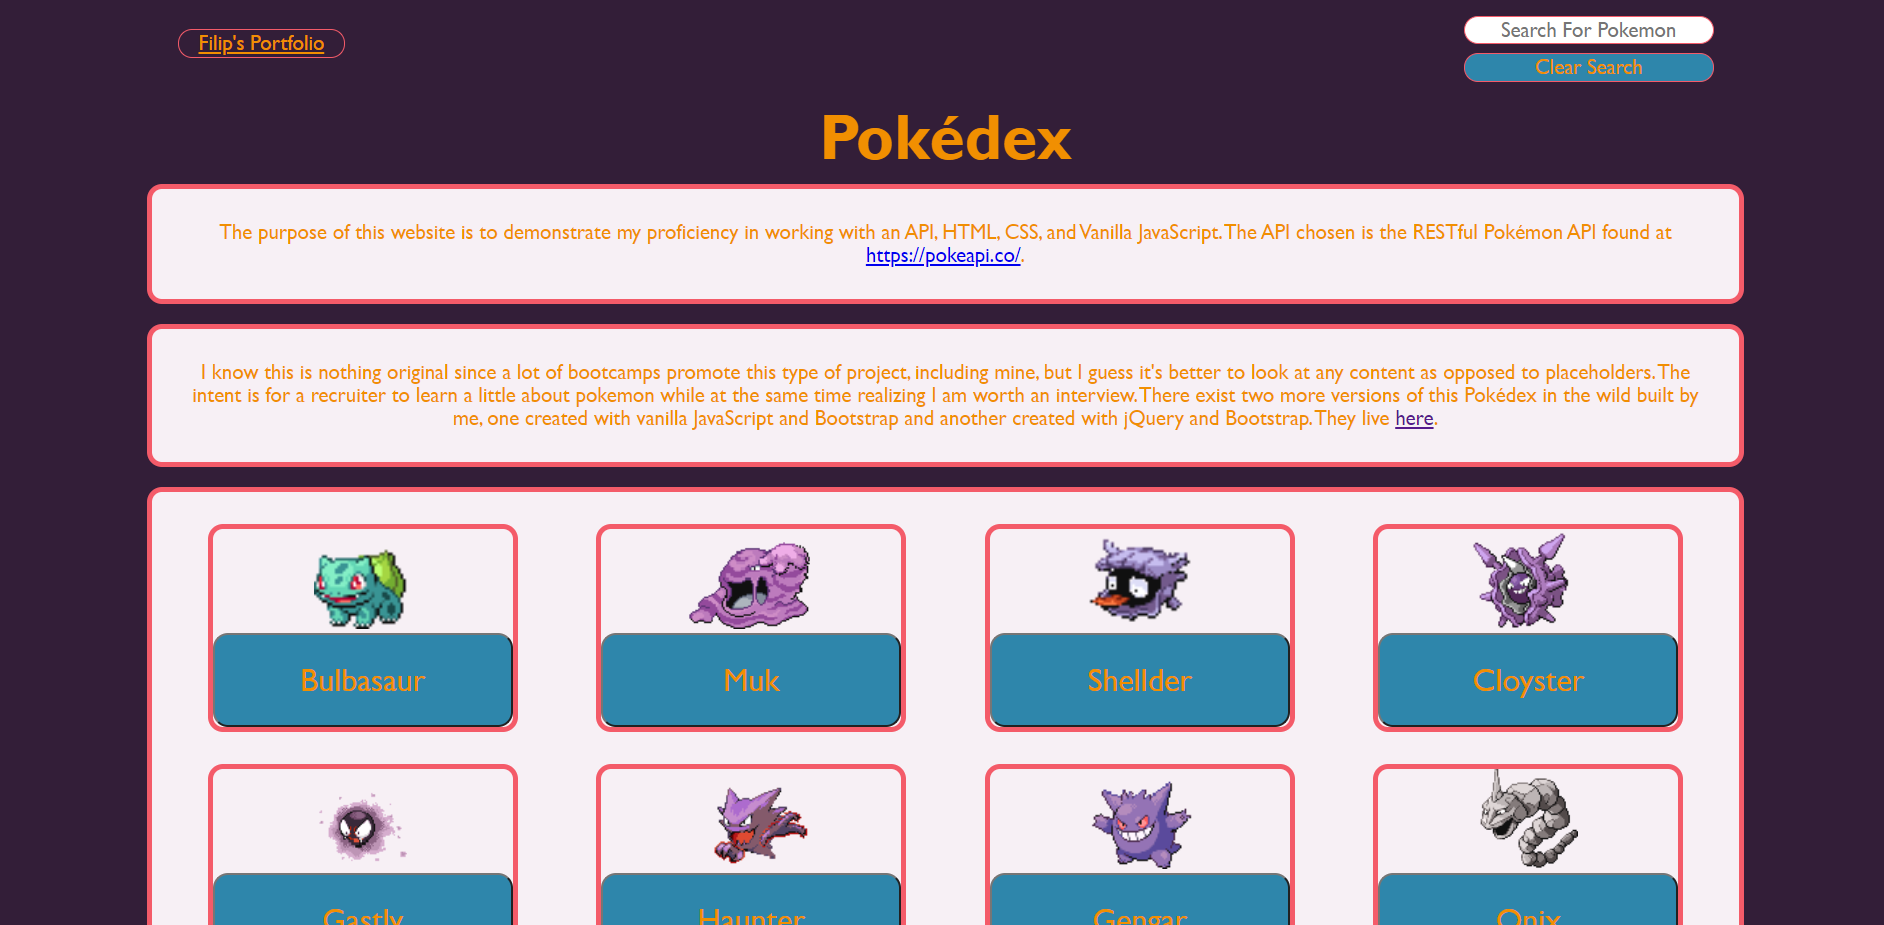 Filip's Portfolio
Search For Pokemon
Clear Search
Pokédex
The purpose of this website is to demonstrate my proficiency in working with an API, HTML, CSS, and Vanilla JavaScript. The API chosen is the RESTful Pokémon API found at
https://pokeapi.co/.
I know this is nothing original since a lot of bootcamps promote this type of project, including mine, but I guess it's better to look at any content as opposed to placeholders. The
intent is for a recruiter to learn a little about pokemon while at the same time realizing I am worth an interview. There exist two more versions of this Pokédex in the wild built by
me, one created with vanilla JavaScript and Bootstrap and another created with jQuery and Bootstrap. They live here.
Bulbasaur
Muk
Shellder
Cloyster
Gastly
Haunter
Gengar
Onix